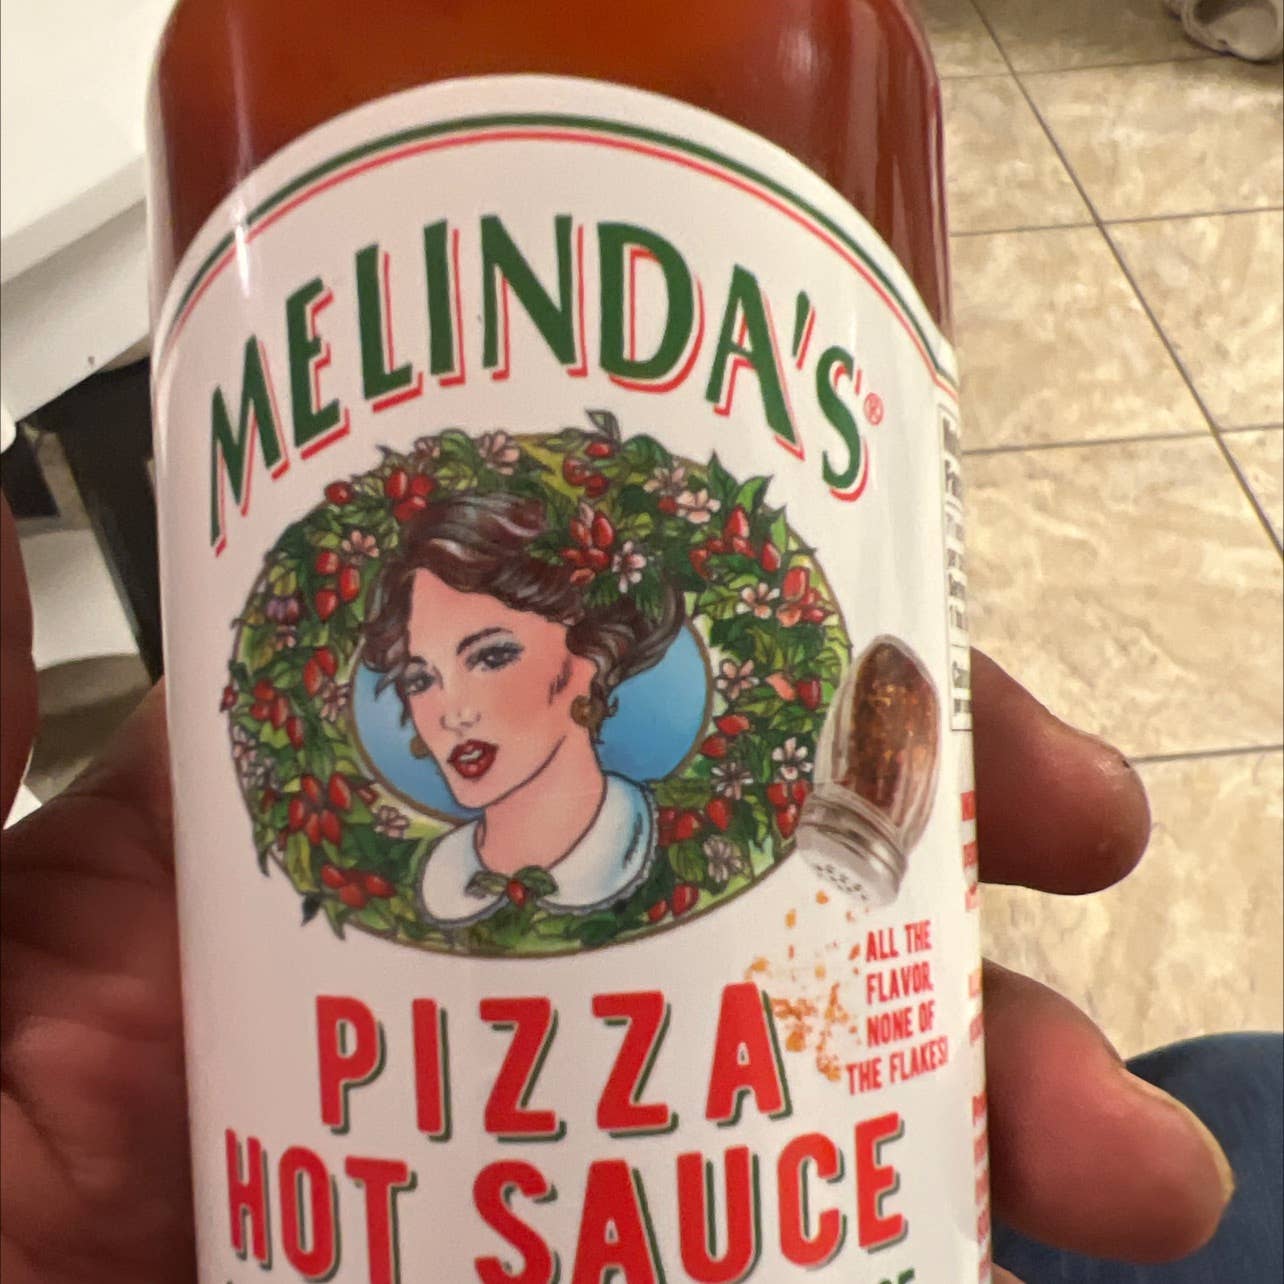 MELINDA'S®
ALL THE
FLAVOR
NONE OF
THE FLAKES!
PIZZA
HOT SAUCE